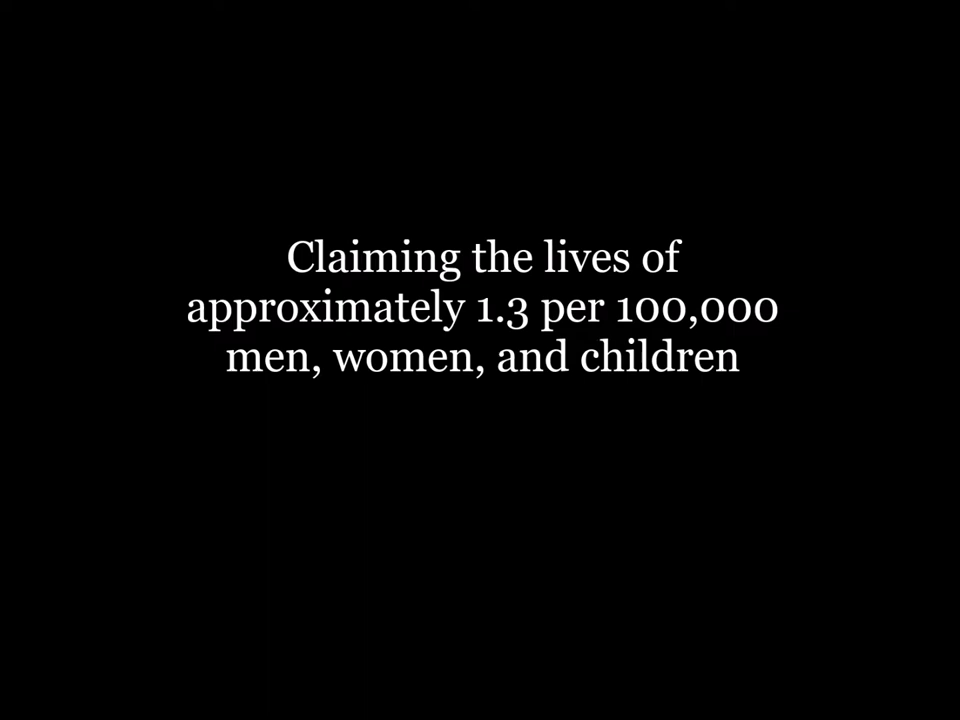 Claiming the lives of
approximately 1.3 per 100,000
men, women, and children